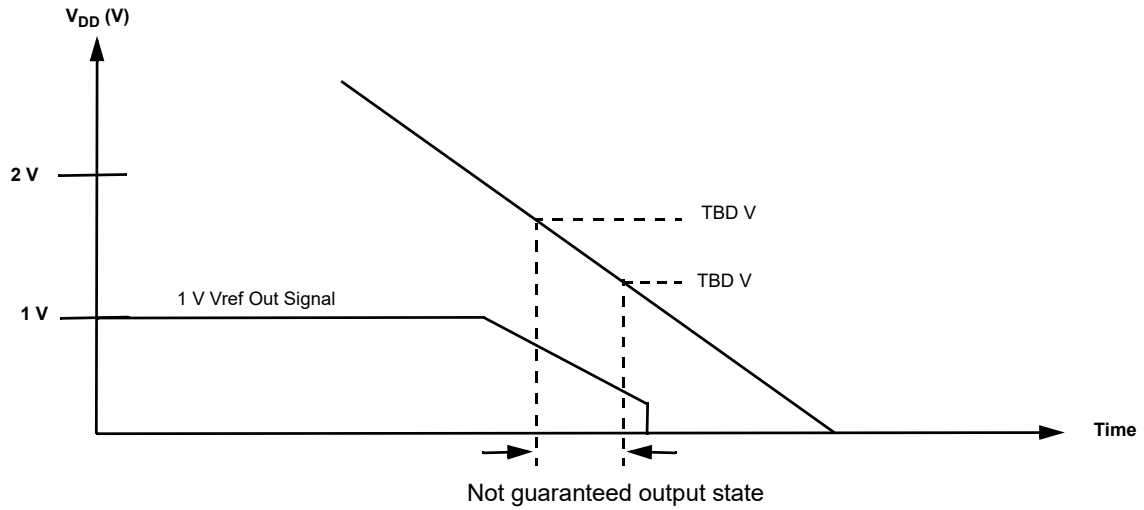 VDD (V)
2 V
TBD V
TBD V
1 V Vref Out Signal
1 V
Time
Not guaranteed output state